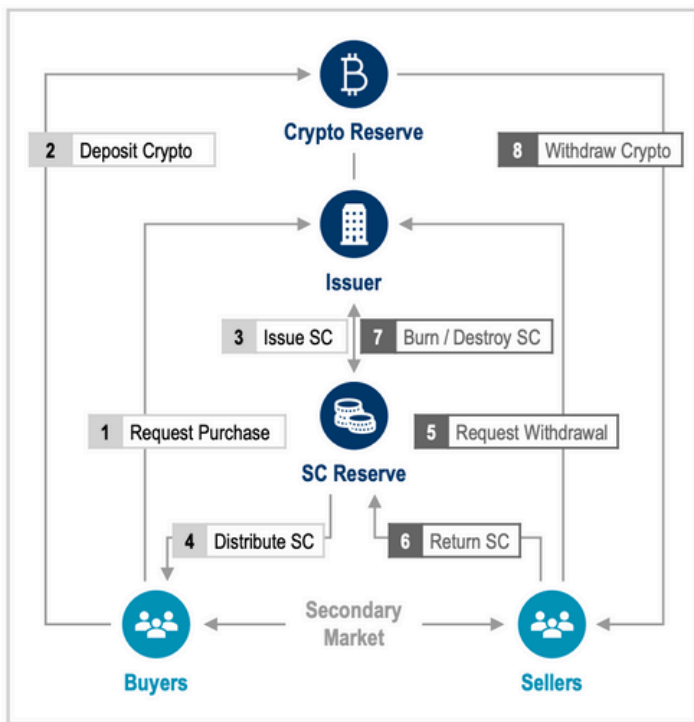 Crypto Reserve
2 Deposit Crypto
8 Withdraw Crypto
Issuer
3 Issue SC
7 Burn / Destroy SC
1 Request Purchase
5 Request Withdrawal
SC Reserve
4 Distribute SC
6 Return SC
Secondary
Market
Buyers
Sellers